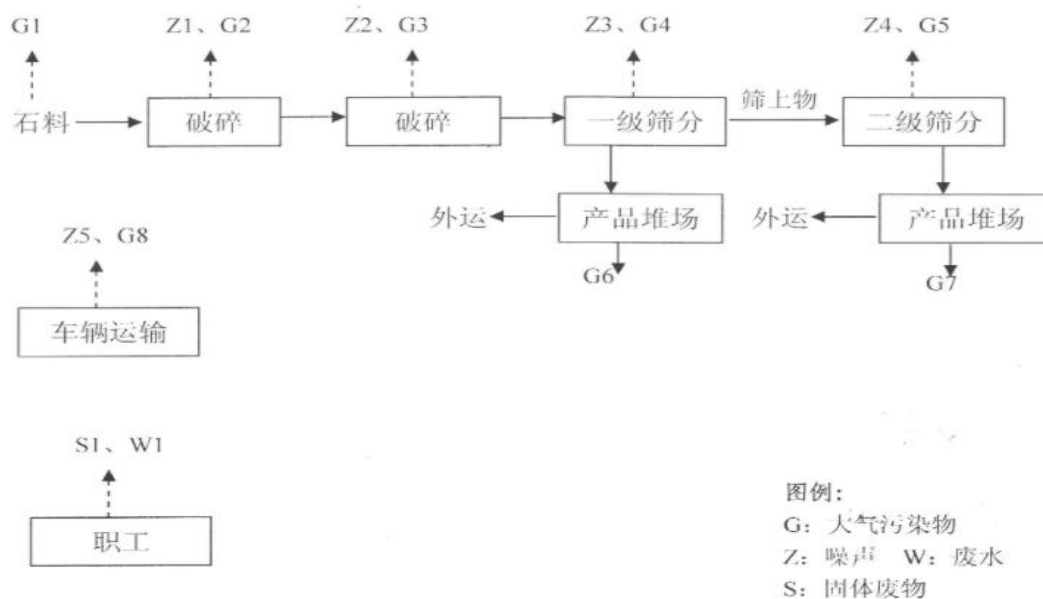 G1
Z1、G2
Z2、G3
Z3、G4
Z4、G5
石料
破碎
破碎
一级筛分
筛上物
二级筛分
外运
产品堆场
外运
产品堆场
G6
G7
Z5、G8
车辆运输
S1、W1
职工
图例：
G：大气污染物
Z：噪声 W：废水
S：固体废物